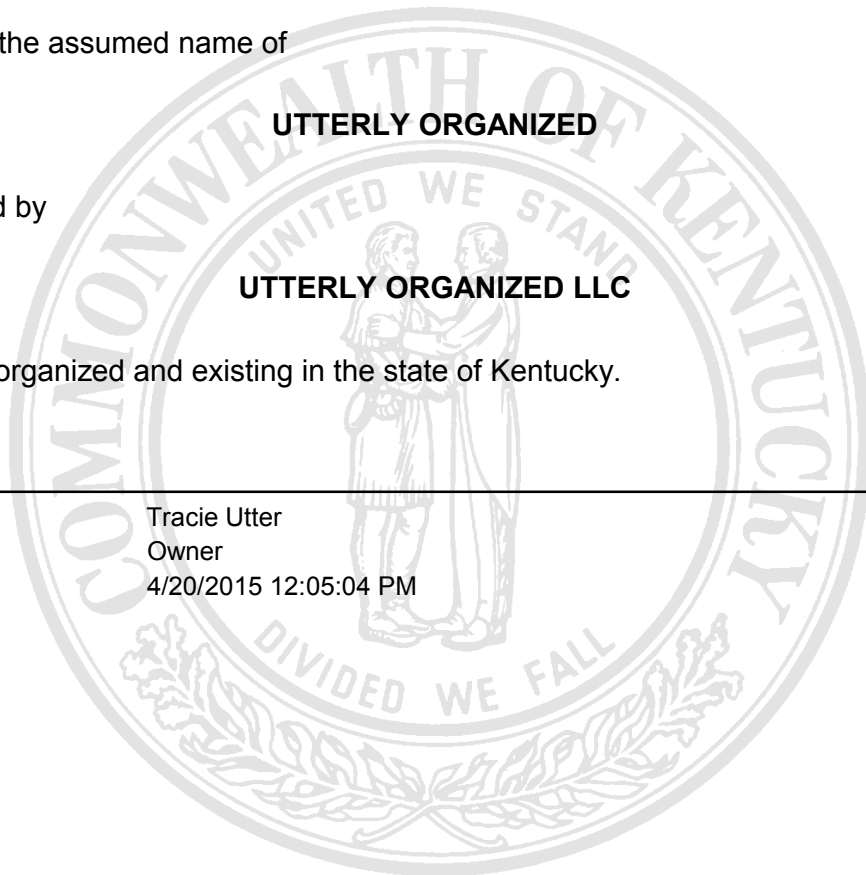 the assumed name of
UTTERLY ORGANIZED
d by
UTTERLY ORGANIZED LLC
organized and existing in the state of Kentucky.
Tracie Utter
Owner
4/20/2015 12:05:04 PM
COMMONWEALTH OF KENTUCKY
UNITED WE STAND
DIVIDED WE FALL